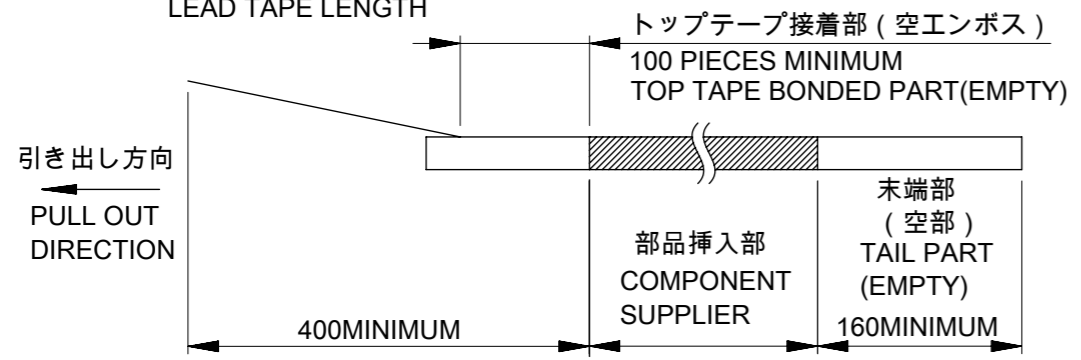 LEAD TAPE LENGTH
トップテープ接着部 ( 空エンボス )
100 PIECES MINIMUM
TOP TAPE BONDED PART(EMPTY)
引き出し方向
PULL OUT
DIRECTION
部品挿入部
COMPONENT
SUPPLIER
末端部
( 空部 )
TAIL PART
(EMPTY)
400MINIMUM
160MINIMUM